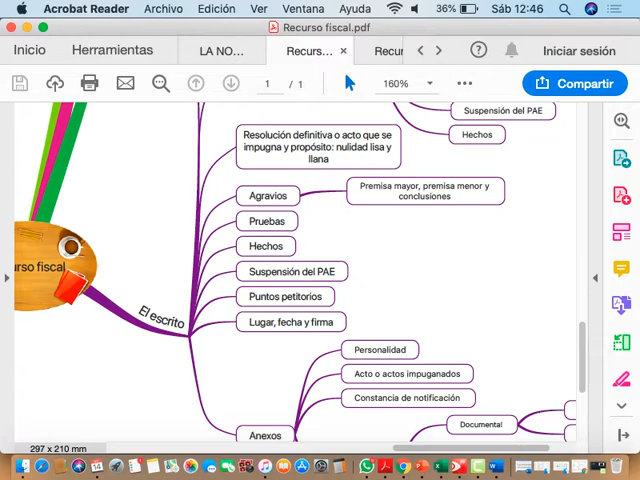 Acrobat Reader Archivo Edición Ver Ventana Ayuda 36% Sáb 12:46
Recurso fiscal.pdf
Inicio Herramientas LA NO... Recurs... × Recur Iniciar sesión
1 / 1 160% Compartir
Suspensión del PAE
Hechos
Resolución definitiva o acto que se
impugna y propósito: nulidad lisa y
llana
Premisa mayor, premisa menor y
conclusiones
Agravios
Pruebas
Hechos
Suspensión del PAE
Puntos petitorios
Lugar, fecha y firma
urso fiscal
El escrito
Personalidad
Acto o actos impuganados
Constancia de notificación
Documental
Anexos
297 x 210 mm